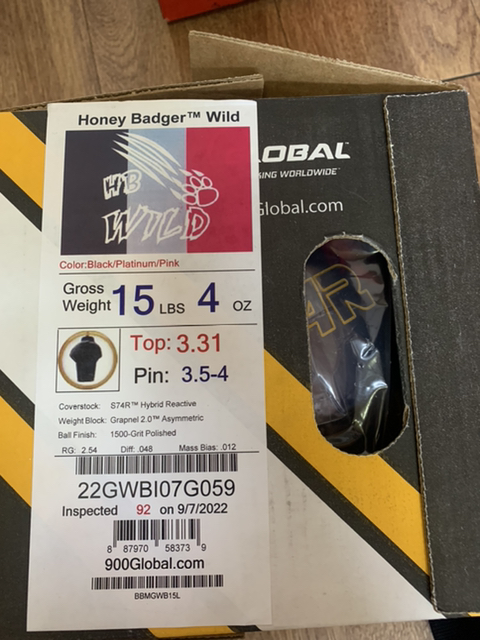 Honey Badger™ Wild
HB
WILD
Color:Black/Platinum/Pink
Gross Weight 15 LBS 4 OZ
Top: 3.31
Pin: 3.5-4
Coverstock: S74R™ Hybrid Reactive
Weight Block: Grapnel 2.0™ Asymmetric
Ball Finish: 1500-Grit Polished
RG: 2.54 Diff: .048 Mass Bias: .012
22GWBI07G059
Inspected 92 on 9/7/2022
8 87970 58373 9
900Global.com
BBMGWB15L
LOBAL
KING WORLDWIDE
Global.com
AR